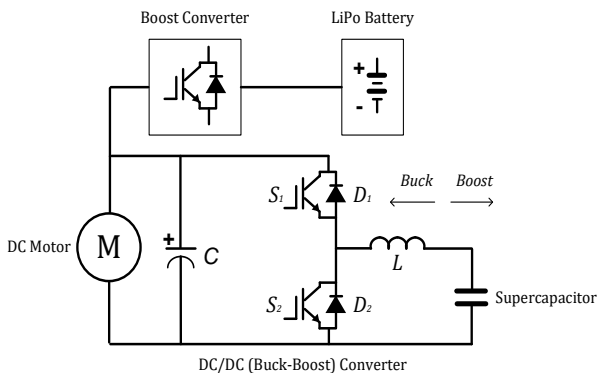 Boost Converter
LiPo Battery
+
-
S1
D1
Buck
Boost
DC Motor
M
+
C
L
S2
D2
Supercapacitor
DC/DC (Buck-Boost) Converter